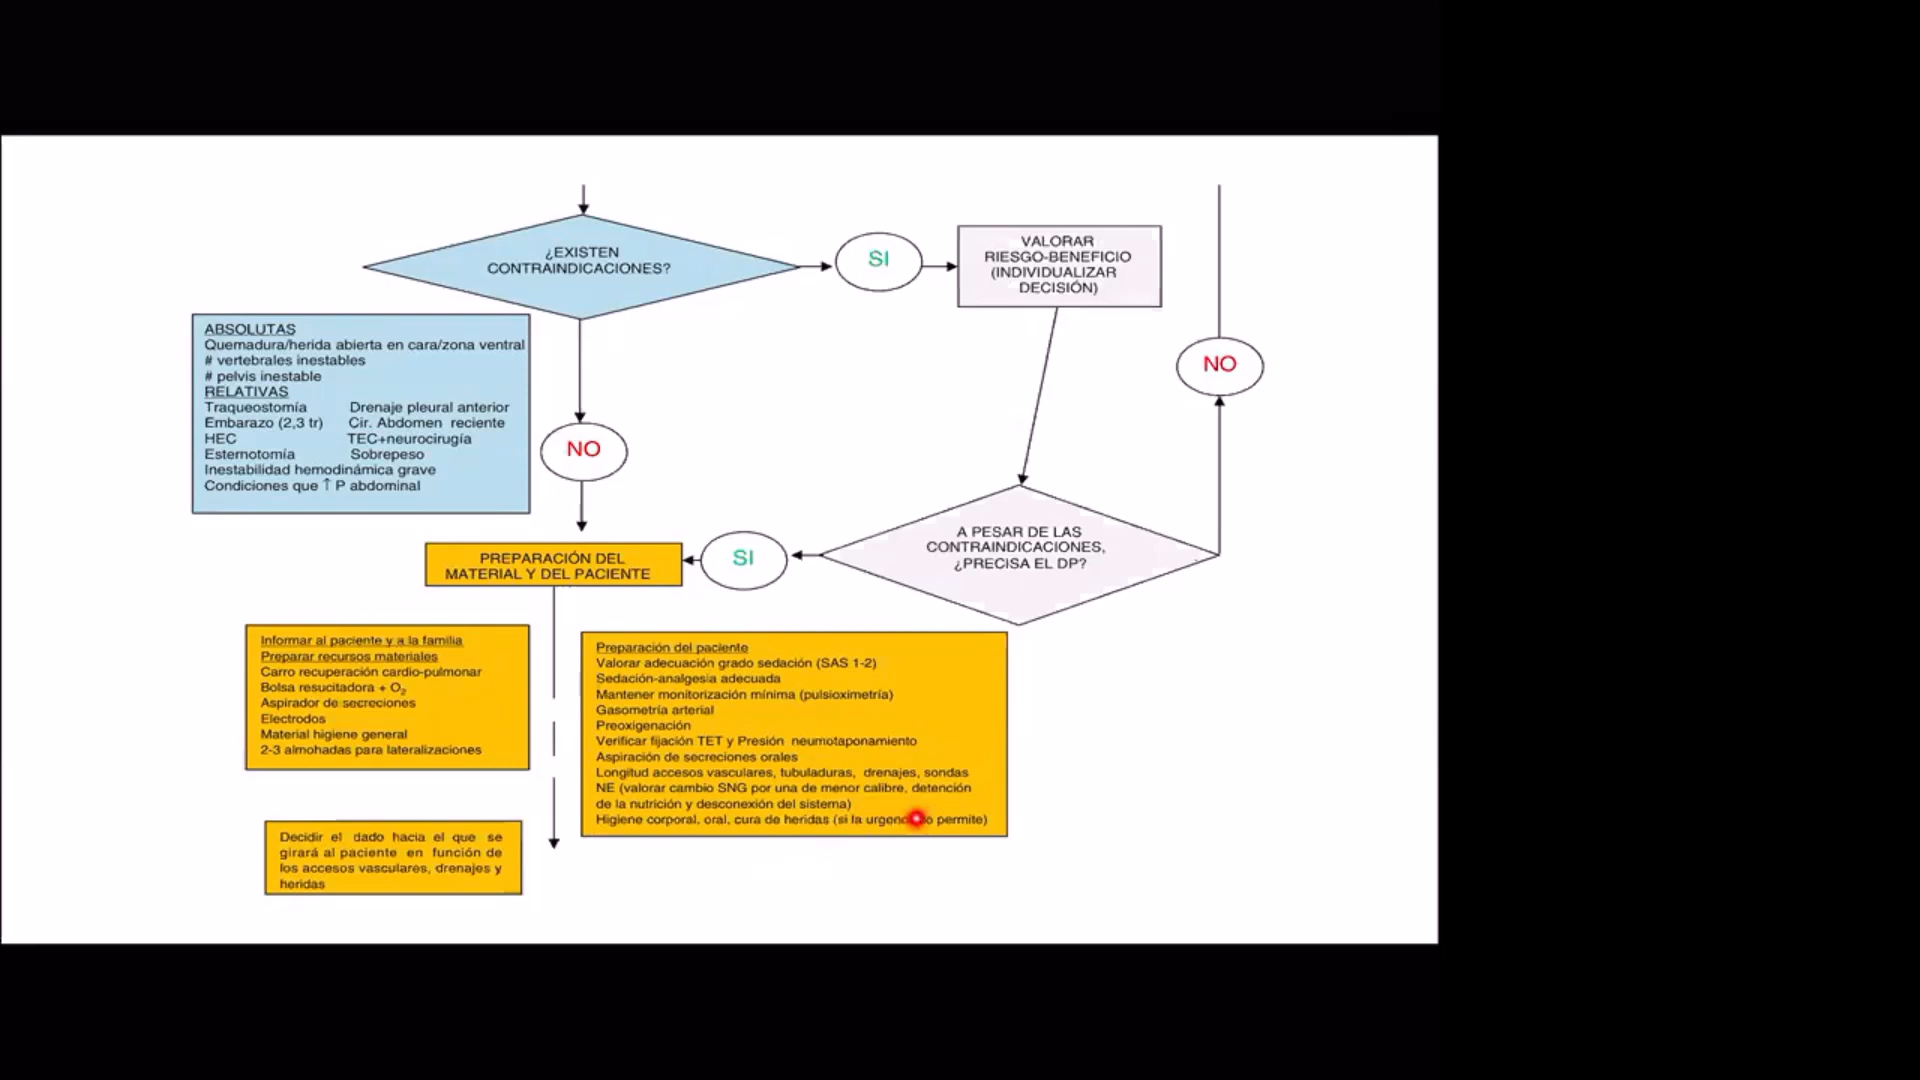 ¿EXISTEN
CONTRAINDICACIONES?
SI
VALORAR
RIESGO-BENEFICIO
(INDIVIDUALIZAR
DECISIÓN)
ABSOLUTAS
Quemadura/herida abierta en cara/zona ventral
# vertebrales inestables
# pelvis inestable
RELATIVAS
Traqueostomía Drenaje pleural anterior
Embarazo (2,3 tr) Cir. Abdomen reciente
HEC TEC+neurocirugía
Esternotomía Sobrepeso
Inestabilidad hemodinámica grave
Condiciones que ↑ P abdominal
NO
NO
A PESAR DE LAS
CONTRAINDICACIONES,
¿PRECISA EL DP?
SI
PREPARACIÓN DEL
MATERIAL Y DEL PACIENTE
Informar al paciente y a la familia
Preparar recursos materiales
Carro recuperación cardio-pulmonar
Bolsa resucitadora + O₂
Aspirador de secreciones
Electrodos
Material higiene general
2-3 almohadas para lateralizaciones
Preparación del paciente
Valorar adecuación grado sedación (SAS 1-2)
Sedación-analgesia adecuada
Mantener monitorización mínima (pulsioximetría)
Gasometría arterial
Preoxigenación
Verificar fijación TET y Presión neumotaponamiento
Aspiración de secreciones orales
Longitud accesos vasculares, tubuladuras, drenajes, sondas
NE (valorar cambio SNG por una de menor calibre, detención
de la nutrición y desconexión del sistema)
Higiene corporal, oral, cura de heridas (si la permite)
Decidir el dado hacia el que se
girará al paciente en función de
los accesos vasculares, drenajes y
heridas